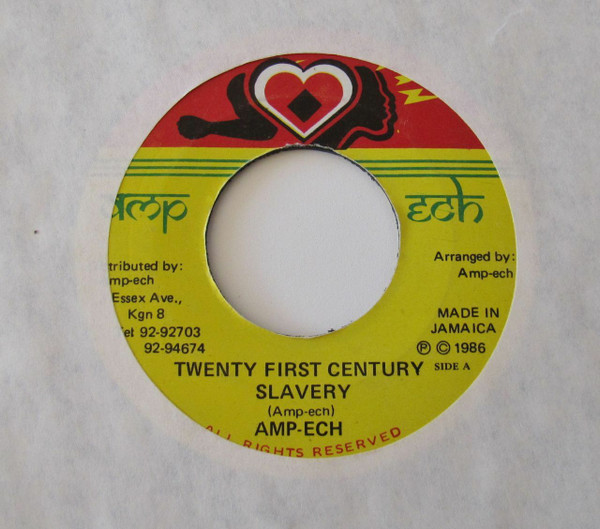 amp ech
tributed by:
mp-ech
Essex Ave.,
Kgn 8
et 92-92703
92-94674
Arranged by:
Amp-ech
MADE IN
JAMAICA
Ⓟ © 1986
SIDE A
TWENTY FIRST CENTURY
SLAVERY
(Amp-ech)
AMP-ECH
ALL RIGHTS RESERVED